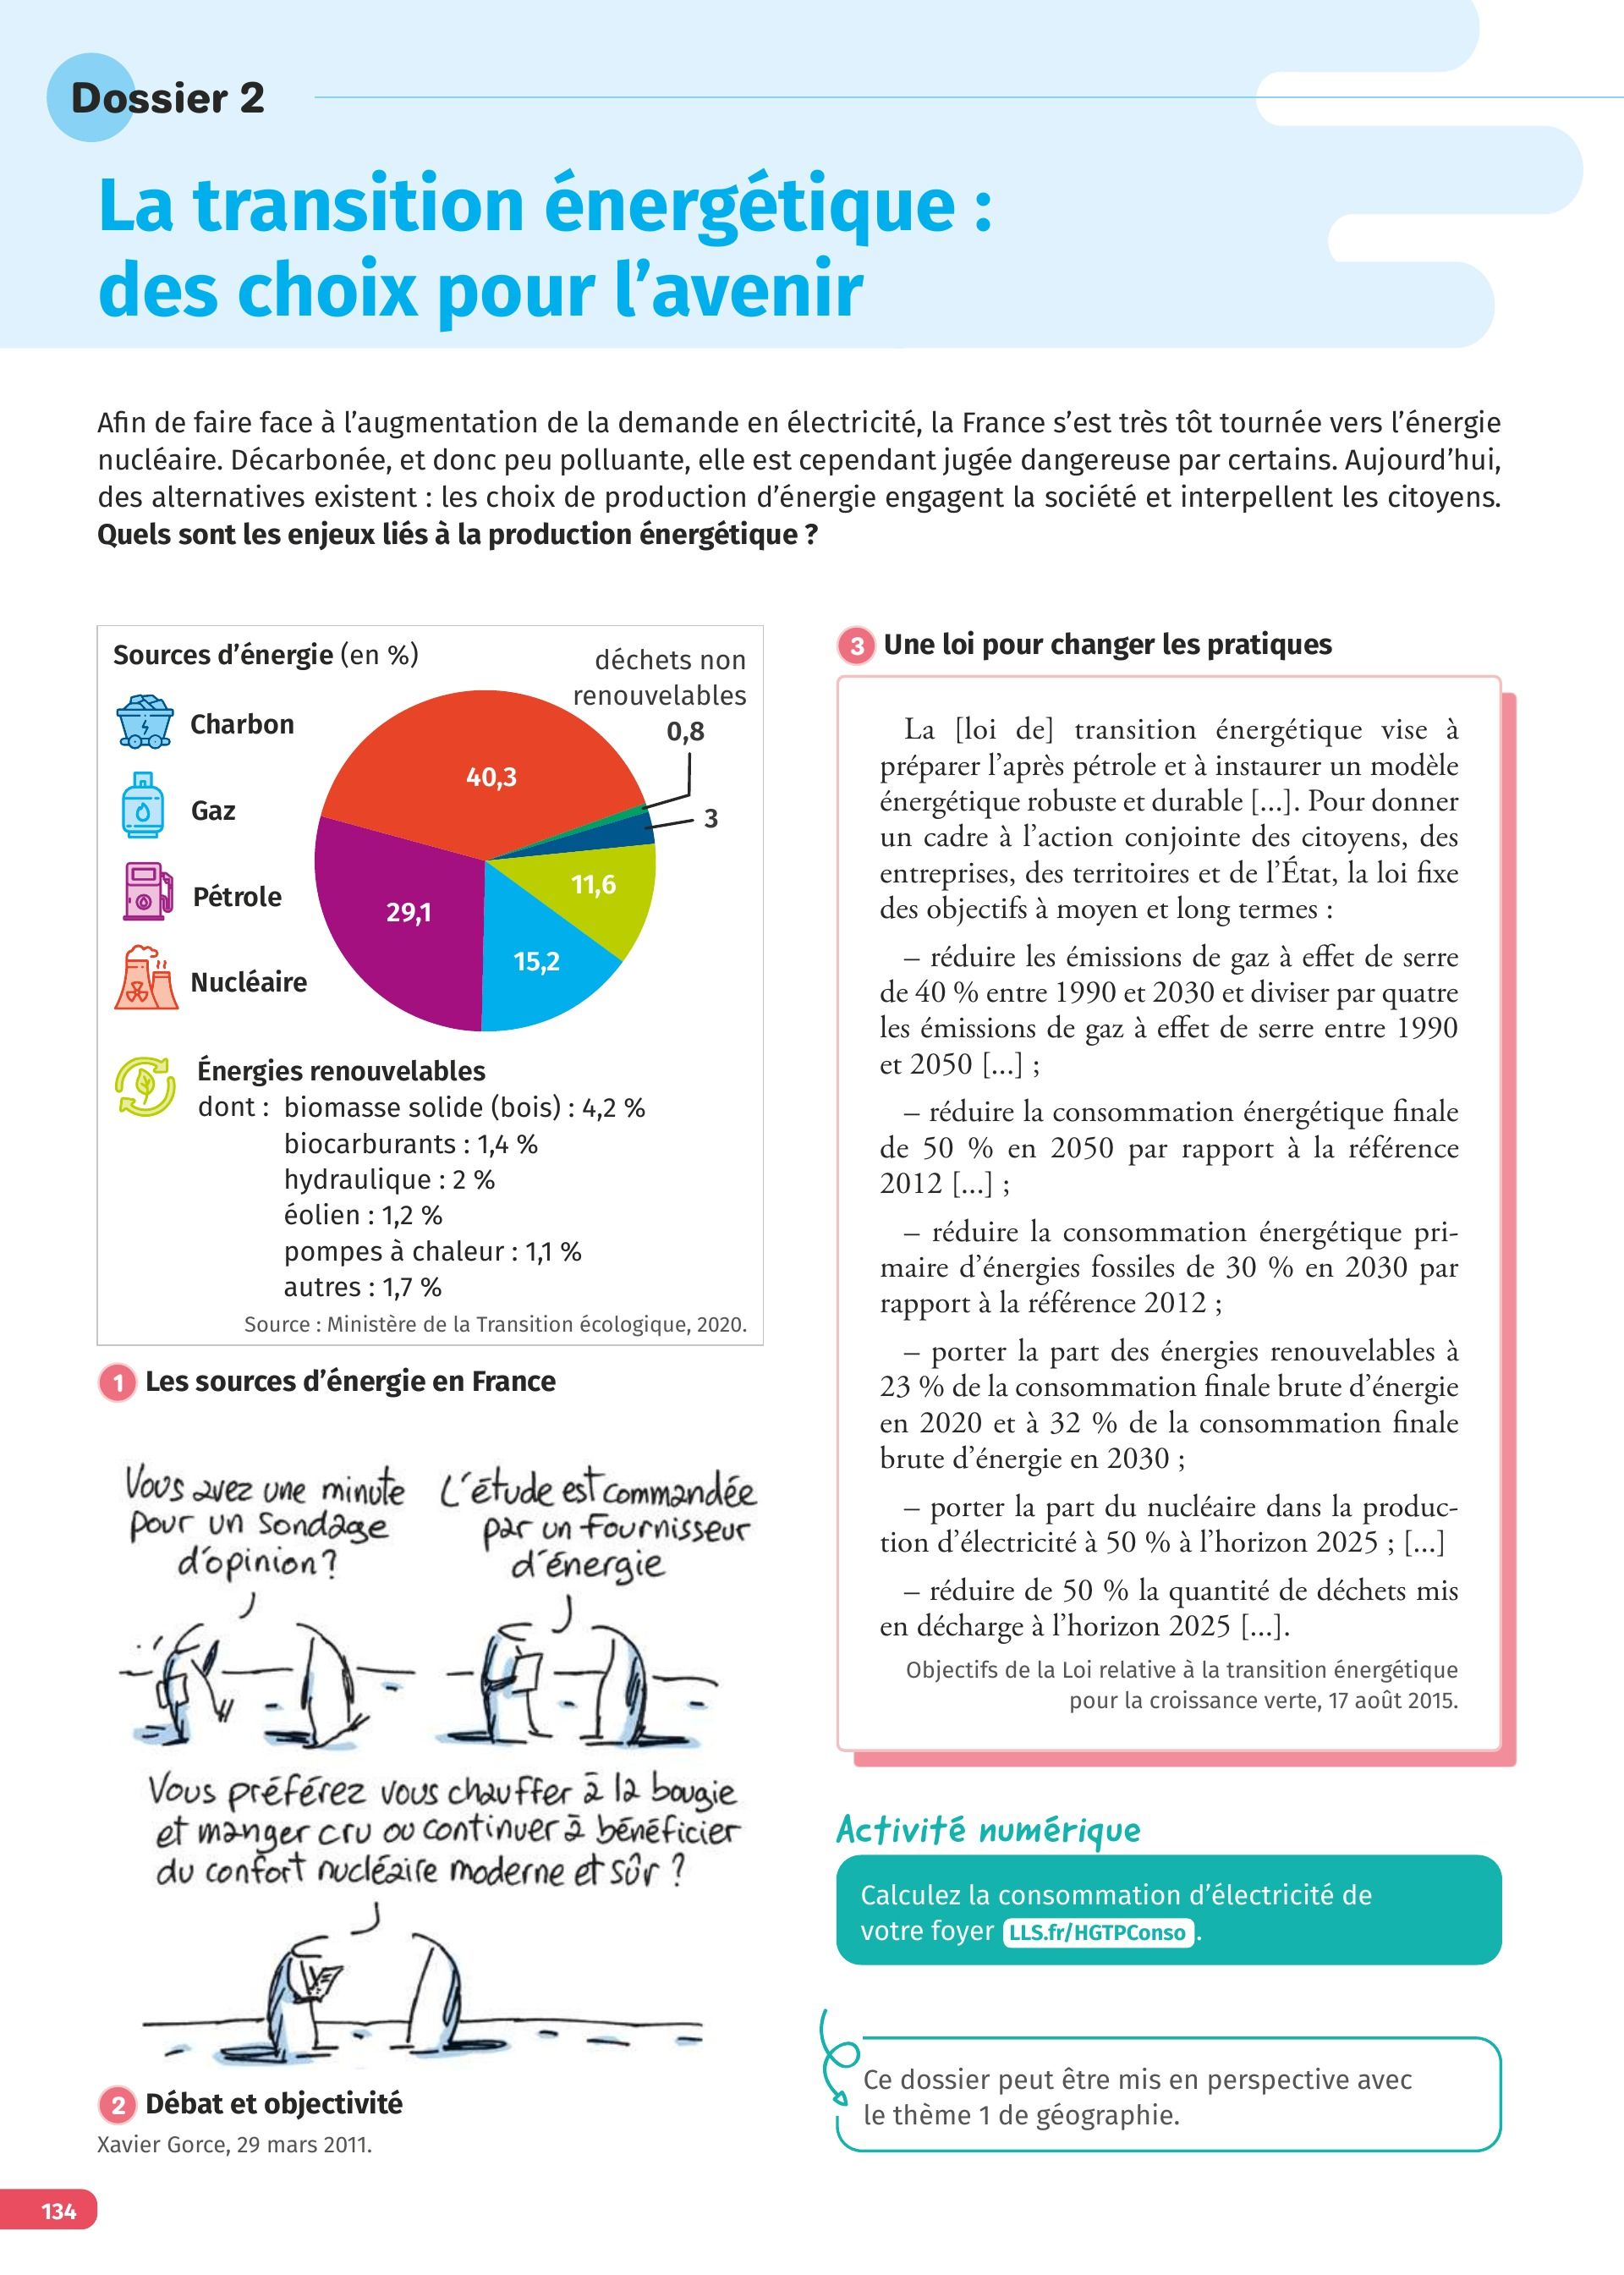 Dossier 2
La transition énergétique :
des choix pour l’avenir
Afin de faire face à l’augmentation de la demande en électricité, la France s’est très tôt tournée vers l’énergie
nucléaire. Décarbonée, et donc peu polluante, elle est cependant jugée dangereuse par certains. Aujourd’hui,
des alternatives existent : les choix de production d’énergie engagent la société et interpellent les citoyens.
Quels sont les enjeux liés à la production énergétique ?
Sources d’énergie (en %)
déchets non
renouvelables
0,8
3
40,3
11,6
29,1
15,2
Charbon
Gaz
Pétrole
Nucléaire
Énergies renouvelables
dont : biomasse solide (bois) : 4,2 %
biocarburants : 1,4 %
hydraulique : 2 %
éolien : 1,2 %
pompes à chaleur : 1,1 %
autres : 1,7 %
Source : Ministère de la Transition écologique, 2020.
1 Les sources d’énergie en France
Vous avez une minute
pour un sondage
d’opinion ?
L’étude est commandée
par un fournisseur
d’énergie
Vous préférez vous chauffer à la bougie
et manger cru ou continuer à bénéficier
du confort nucléaire moderne et sûr ?
2 Débat et objectivité
Xavier Gorce, 29 mars 2011.
3 Une loi pour changer les pratiques
La [loi de] transition énergétique vise à
préparer l’après pétrole et à instaurer un modèle
énergétique robuste et durable [...]. Pour donner
un cadre à l’action conjointe des citoyens, des
entreprises, des territoires et de l’État, la loi fixe
des objectifs à moyen et long termes :
– réduire les émissions de gaz à effet de serre
de 40 % entre 1990 et 2030 et diviser par quatre
les émissions de gaz à effet de serre entre 1990
et 2050 [...] ;
– réduire la consommation énergétique finale
de 50 % en 2050 par rapport à la référence
2012 [...] ;
– réduire la consommation énergétique pri-
maire d’énergies fossiles de 30 % en 2030 par
rapport à la référence 2012 ;
– porter la part des énergies renouvelables à
23 % de la consommation finale brute d’énergie
en 2020 et à 32 % de la consommation finale
brute d’énergie en 2030 ;
– porter la part du nucléaire dans la produc-
tion d’électricité à 50 % à l’horizon 2025 ; [...]
– réduire de 50 % la quantité de déchets mis
en décharge à l’horizon 2025 [...].
Objectifs de la Loi relative à la transition énergétique
pour la croissance verte, 17 août 2015.
Activité numérique
Calculez la consommation d’électricité de
votre foyer LLS.fr/HGTPConso .
Ce dossier peut être mis en perspective avec
le thème 1 de géographie.
134